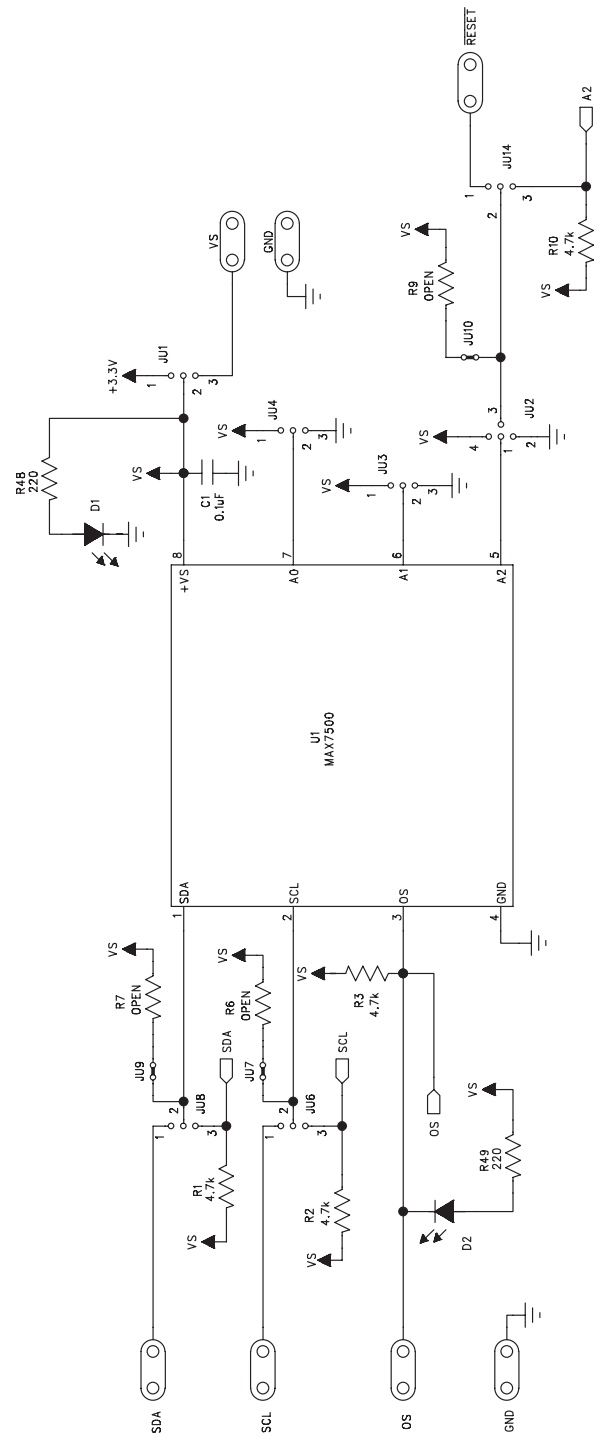 RESET
A2
JU14
1
2
3
R10
4.7k
VS
VS
R9
OPEN
JU10
VS
GND
+3.3V
JU1
1
2
3
VS
JU4
1
2
3
VS
JU2
4
3
1
2
R48
220
D1
VS
C1
0.1uF
VS
JU3
1
2
3
8
+VS
7
A0
6
A1
5
A2
U1
MAX7500
1
SDA
2
SCL
3
OS
4
GND
VS
R7
OPEN
JU9
VS
R6
OPEN
JU7
VS
R3
4.7k
SDA
JU8
1
2
3
R1
4.7k
VS
SCL
JU6
1
2
3
R2
4.7k
VS
OS
VS
R49
220
D2
SDA
SCL
OS
GND